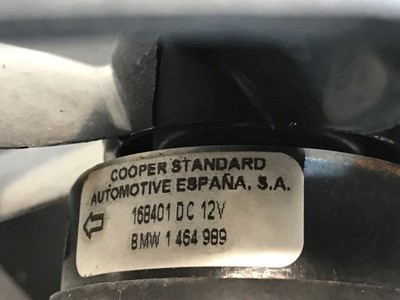 COOPER STANDARD
AUTOMOTIVE ESPAÑA, S.A.
168401 DC 12V
BMW 1 464 989